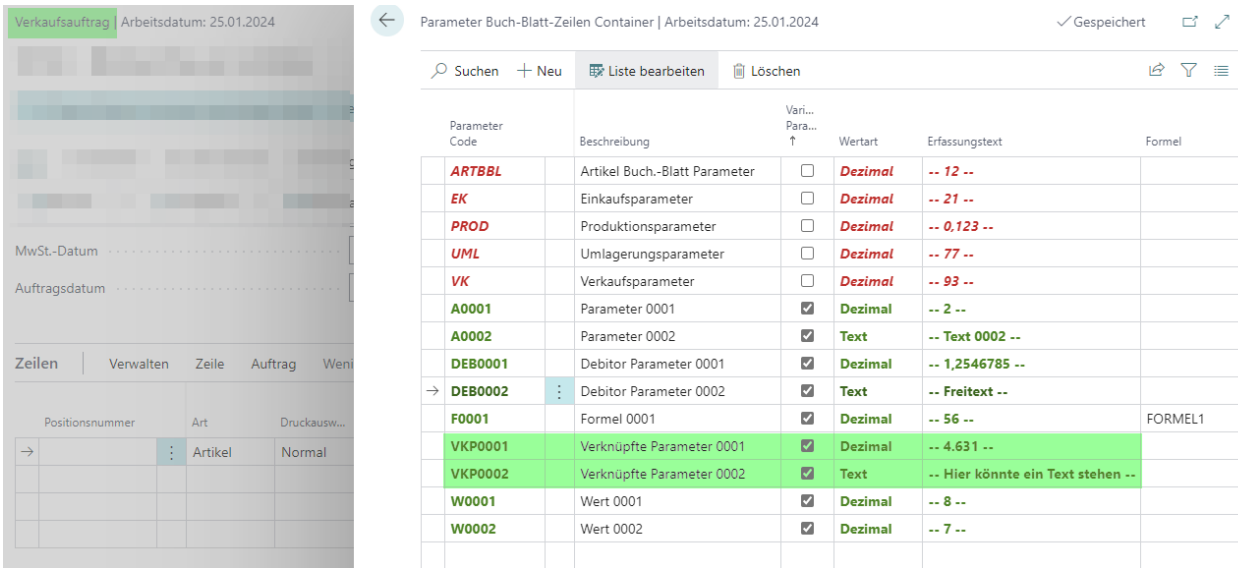 Verkaufsauftrag | Arbeitsdatum: 25.01.2024
MwSt.-Datum
Auftragsdatum
Zeilen Verwalten Zeile Auftrag Weni
Positionsnummer Art Druckausw...
Artikel Normal
Parameter Buch-Blatt-Zeilen Container | Arbeitsdatum: 25.01.2024 Gespeichert
Suchen Neu Liste bearbeiten Löschen
Parameter Code Beschreibung Vari... Para... Wertart Erfassungstext Formel
ARTBBL Artikel Buch.-Blatt Parameter Dezimal -- 12 --
EK Einkaufsparameter Dezimal -- 21 --
PROD Produktionsparameter Dezimal -- 0,123 --
UML Umlagerungsparameter Dezimal -- 77 --
VK Verkaufsparameter Dezimal -- 93 --
A0001 Parameter 0001 Dezimal -- 2 --
A0002 Parameter 0002 Text -- Text 0002 --
DEB0001 Debitor Parameter 0001 Dezimal -- 1,2546785 --
DEB0002 Debitor Parameter 0002 Text -- Freitext --
F0001 Formel 0001 Dezimal -- 56 -- FORMEL1
VKP0001 Verknüpfte Parameter 0001 Dezimal -- 4.631 --
VKP0002 Verknüpfte Parameter 0002 Text -- Hier könnte ein Text stehen --
W0001 Wert 0001 Dezimal -- 8 --
W0002 Wert 0002 Dezimal -- 7 --